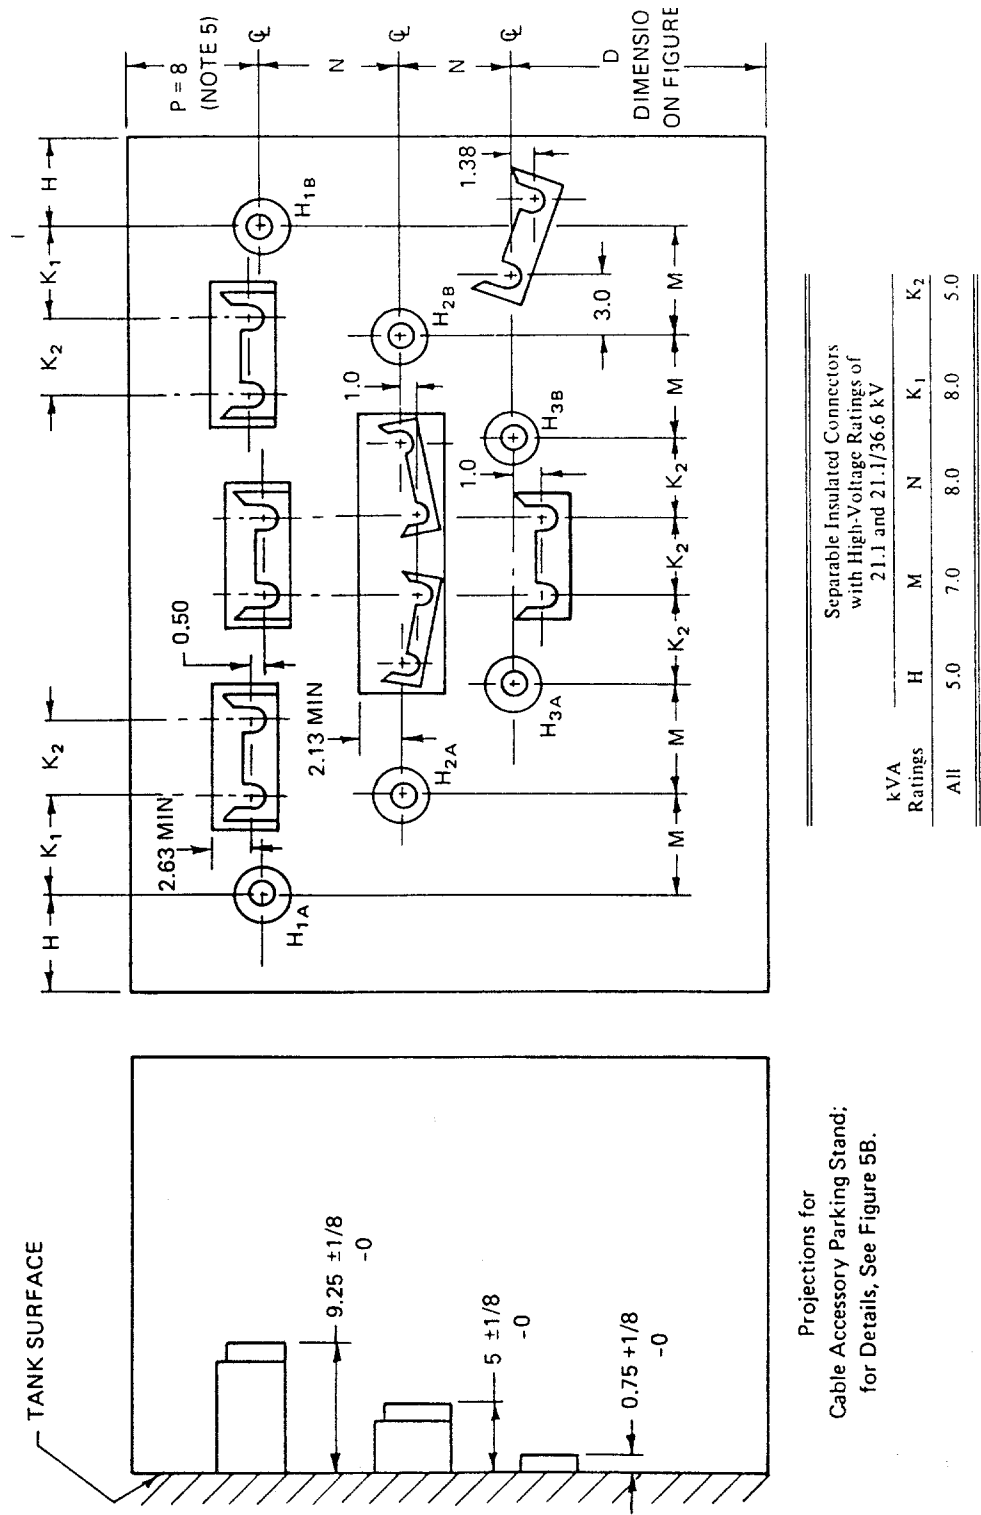 TANK SURFACE
9.25 ±1/8
-0
5 ±1/8
-0
0.75 +1/8
-0
Projections for
Cable Accessory Parking Stand;
for Details, See Figure 5B.
H
K1
K2
K2
K1
H
P = 8
(NOTE 5)
℄
N
℄
N
℄
D
DIMENSIO
ON FIGURE
2.63 MIN
0.50
H1A
H1B
2.13 MIN
1.0
H2A
H2B
1.0
1.38
3.0
H3A
H3B
M
M
K2
K2
K2
M
M
Separable Insulated Connectors
with High-Voltage Ratings of
21.1 and 21.1/36.6 kV
kVA
Ratings H M N K1 K2
All 5.0 7.0 8.0 8.0 5.0